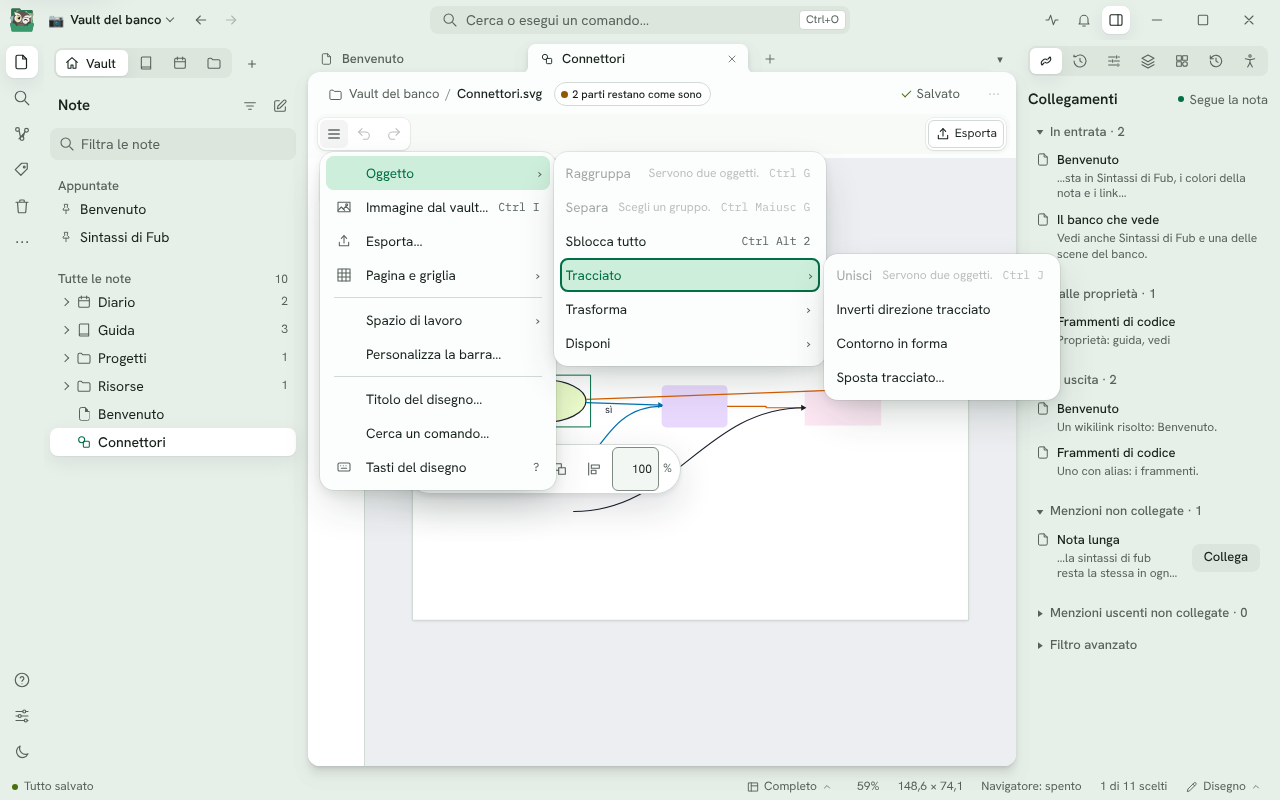 Vault del banco
Cerca o esegui un comando...
Ctrl+O
Vault
Benvenuto
Connettori
Note
Filtra le note
Appuntate
Benvenuto
Sintassi di Fub
Tutte le note 10
Diario 2
Guida 3
Progetti 1
Risorse 1
Benvenuto
Connettori
Vault del banco / Connettori.svg
2 parti restano come sono
Salvato
Esporta
Oggetto
Immagine dal vault... Ctrl I
Esporta...
Pagina e griglia
Spazio di lavoro
Personalizza la barra...
Titolo del disegno...
Cerca un comando...
Tasti del disegno ?
Raggruppa Servono due oggetti. Ctrl G
Separa Scegli un gruppo. Ctrl Maiusc G
Sblocca tutto Ctrl Alt 2
Tracciato
Trasforma
Disponi
Unisci Servono due oggetti. Ctrl J
Inverti direzione tracciato
Contorno in forma
Sposta tracciato...
sì
100 %
Collegamenti
Segue la nota
In entrata · 2
Benvenuto
...sta in Sintassi di Fub, i colori della
nota e i link...
Il banco che vede
Vedi anche Sintassi di Fub e una delle
scene del banco.
alle proprietà · 1
Frammenti di codice
Proprietà: guida, vedi
uscita · 2
Benvenuto
Un wikilink risolto: Benvenuto.
Frammenti di codice
Uno con alias: i frammenti.
Menzioni non collegate · 1
Nota lunga
...la sintassi di fub
resta la stessa in ogn...
Collega
Menzioni uscenti non collegate · 0
Filtro avanzato
Tutto salvato
Completo
59%
148,6 × 74,1
Navigatore: spento
1 di 11 scelti
Disegno